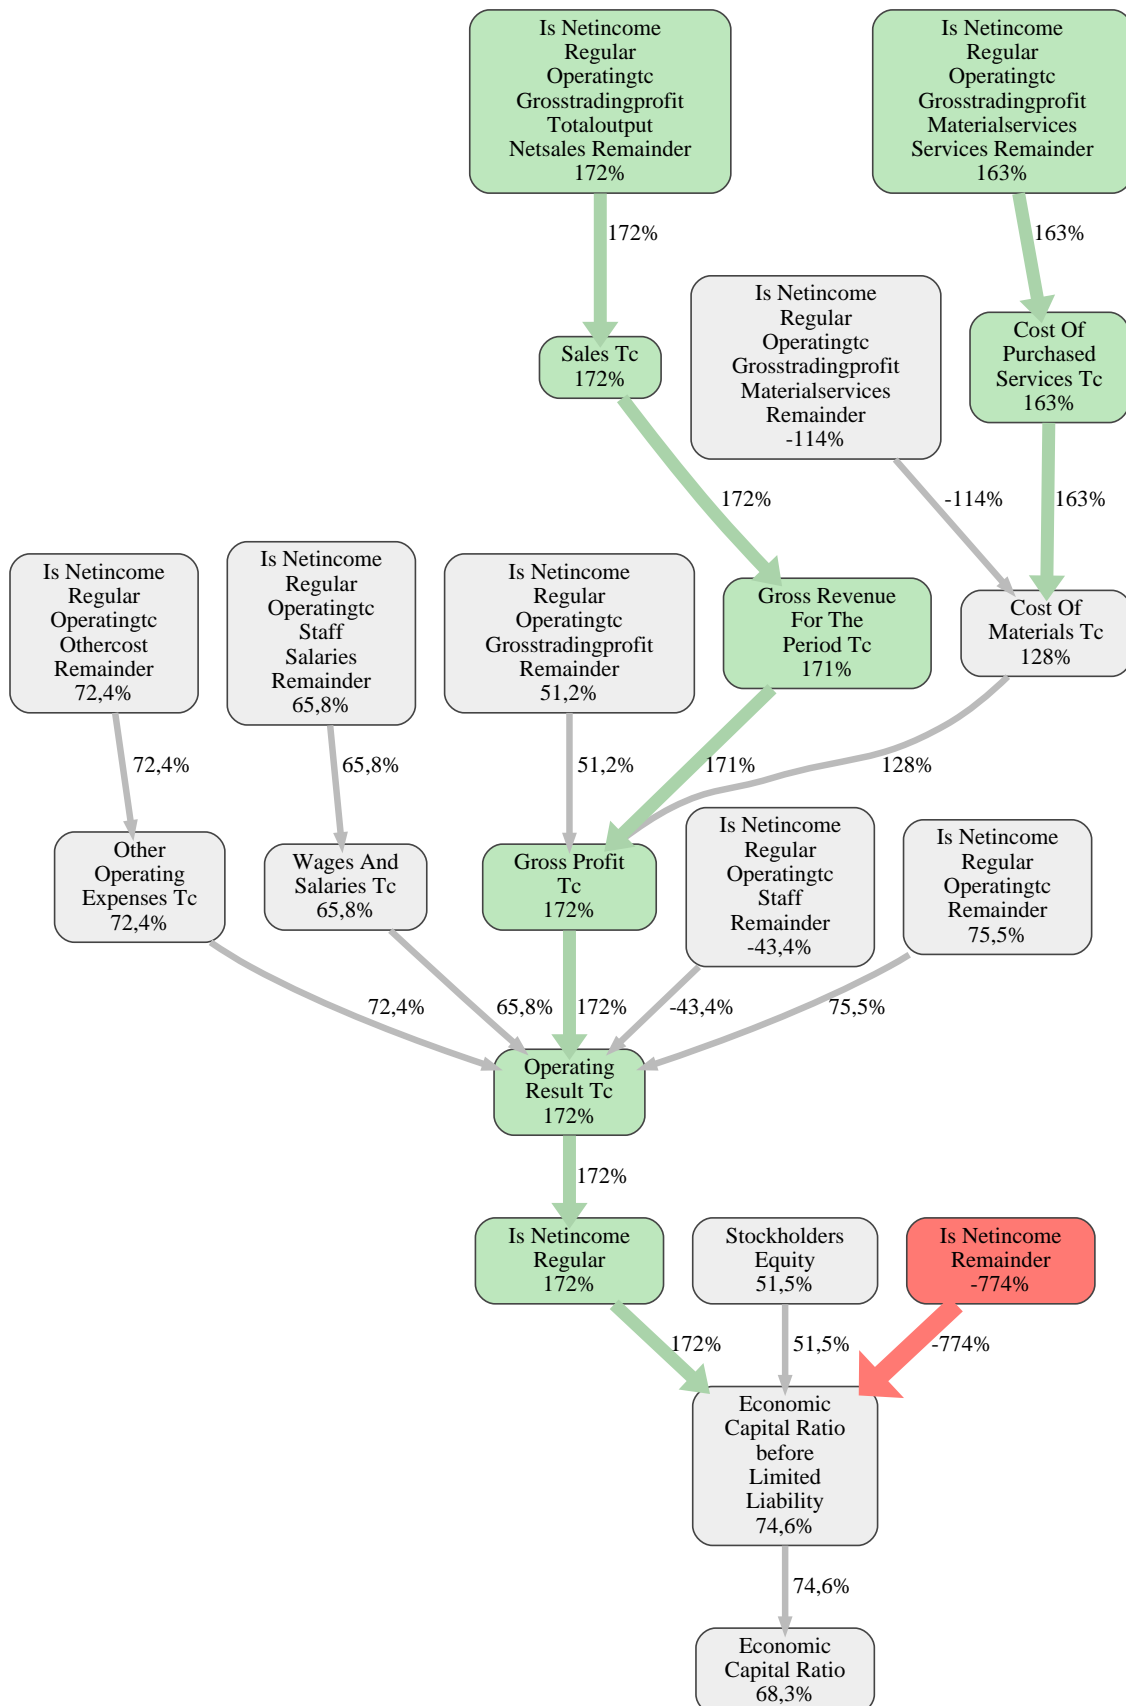 Is Netincome
Regular
Operatingtc
Grosstradingprofit
Totaloutput
Netsales Remainder
172%
Is Netincome
Regular
Operatingtc
Grosstradingprofit
Materialservices
Services Remainder
163%
172%
163%
Is Netincome
Regular
Operatingtc
Grosstradingprofit
Materialservices
Remainder
-114%
Sales Tc
172%
Cost Of
Purchased
Services Tc
163%
172%
-114%
163%
Is Netincome
Regular
Operatingtc
Othercost
Remainder
72,4%
Is Netincome
Regular
Operatingtc
Staff
Salaries
Remainder
65,8%
Is Netincome
Regular
Operatingtc
Grosstradingprofit
Remainder
51,2%
Gross Revenue
For The
Period Tc
171%
Cost Of
Materials Tc
128%
72,4%
65,8%
51,2%
171%
128%
Other
Operating
Expenses Tc
72,4%
Wages And
Salaries Tc
65,8%
Gross Profit
Tc
172%
Is Netincome
Regular
Operatingtc
Staff
Remainder
-43,4%
Is Netincome
Regular
Operatingtc
Remainder
75,5%
72,4%
65,8%
172%
-43,4%
75,5%
Operating
Result Tc
172%
172%
Is Netincome
Regular
172%
Stockholders
Equity
51,5%
Is Netincome
Remainder
-774%
172%
51,5%
-774%
Economic
Capital Ratio
before
Limited
Liability
74,6%
74,6%
Economic
Capital Ratio
68,3%